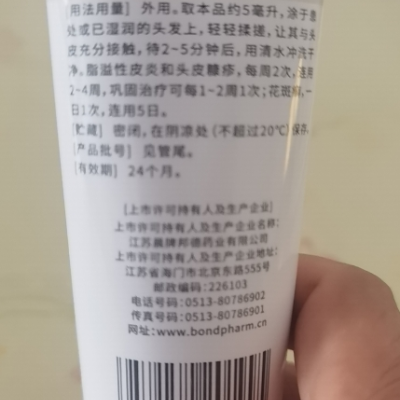 [用法用量] 外用。取本品约5毫升,涂于患
处或已湿润的头发上,轻轻揉搓,让其与头
皮充分接触,待2~5分钟后,用清水冲洗干
净。脂溢性皮炎和头皮糠疹,每周2次,连用
2~4周,巩固治疗可每1~2周1次;花斑癣,一
日1次,连用5日。
[贮藏] 密闭,在阴凉处(不超过20℃)保存。
[产品批号] 见管尾。
[有效期] 24个月。
[上市许可持有人及生产企业]
上市许可持有人及生产企业名称:
江苏晨牌邦德药业有限公司
上市许可持有人及生产企业地址:
江苏省海门市北京东路555号
邮政编码:226103
电话号码:0513-80786902
传真号码:0513-80786901
网址:www.bondpharm.cn